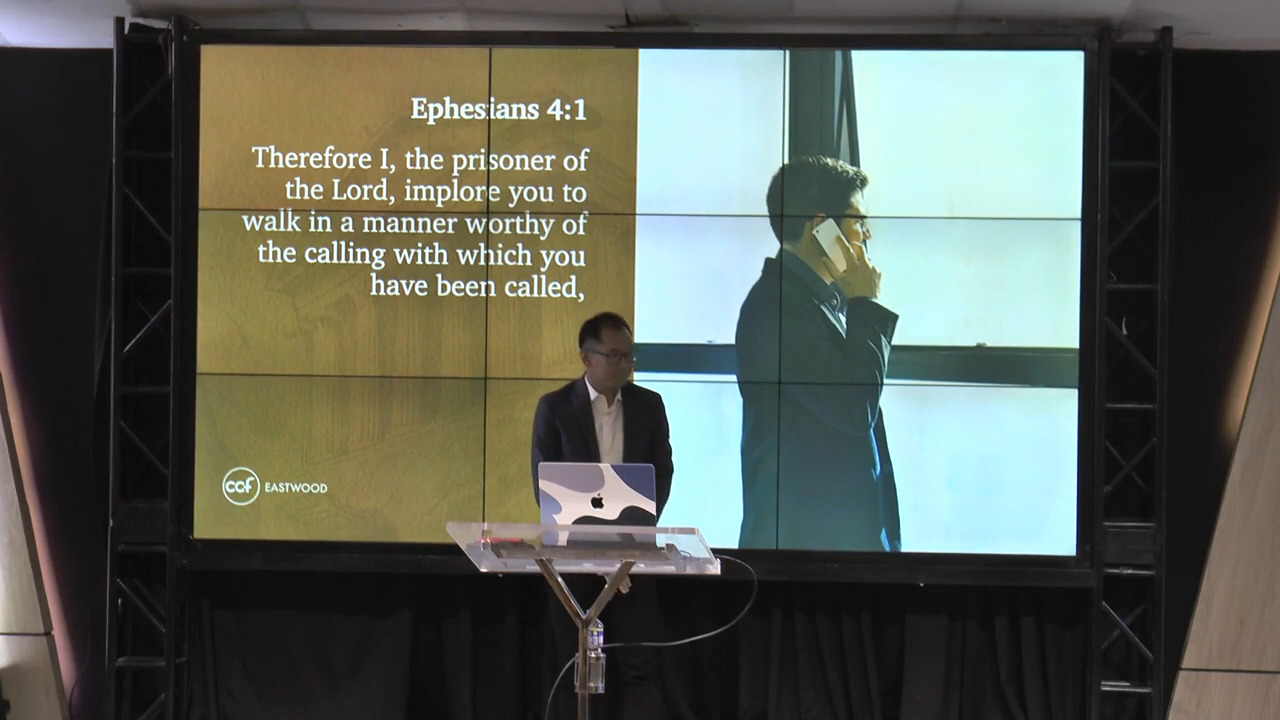 Ephesians 4:1
Therefore I, the prisoner of
the Lord, implore you to
walk in a manner worthy of
the calling with which you
have been called,
ccf EASTWOOD